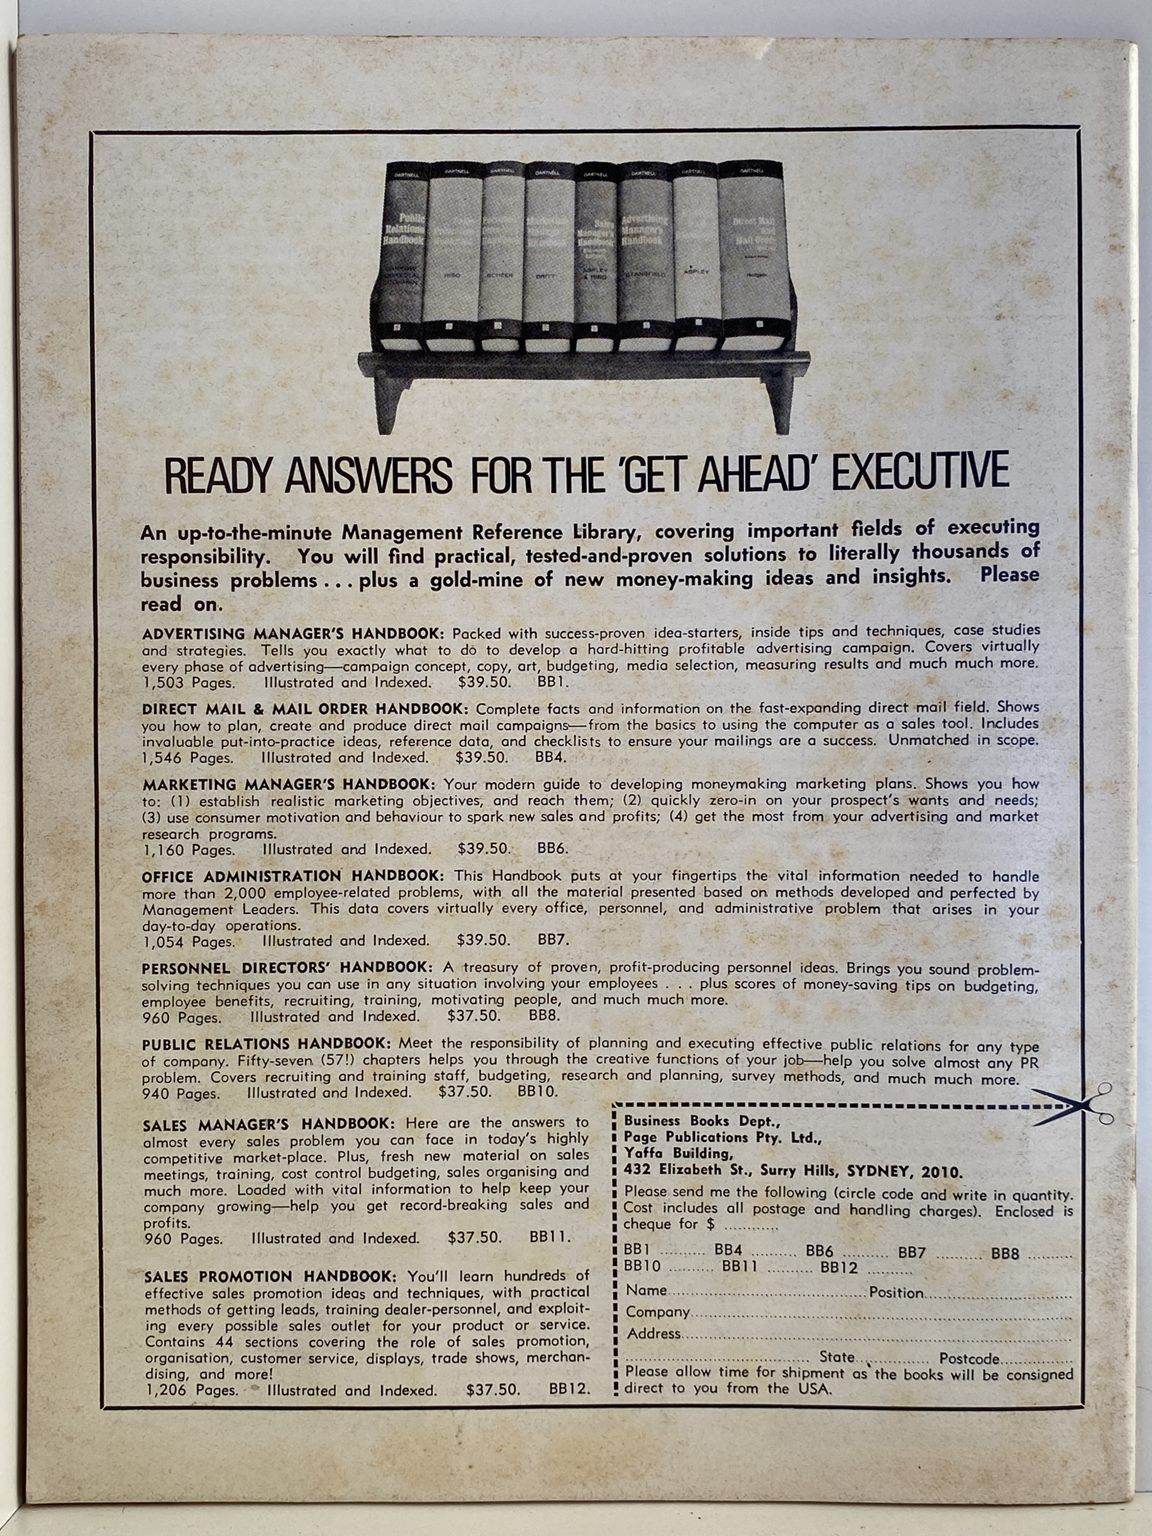 DARTNELL DARTNELL DARTNELL DARTNELL DARTNELL DARTNELL DARTNELL
Public
Relations
Handbook
Sales
Manager's
Handbook
Advertising
Manager's
Handbook
Direct Mail
and
Mail Order
RISO SCHEER BRITT ASPLEY STANSFIELD ASPLEY Hodgson
READY ANSWERS FOR THE 'GET AHEAD' EXECUTIVE
An up-to-the-minute Management Reference Library, covering important fields of executing
responsibility. You will find practical, tested-and-proven solutions to literally thousands of
business problems . . . plus a gold-mine of new money-making ideas and insights. Please
read on.
ADVERTISING MANAGER'S HANDBOOK: Packed with success-proven idea-starters, inside tips and techniques, case studies
and strategies. Tells you exactly what to do to develop a hard-hitting profitable advertising campaign. Covers virtually
every phase of advertising—campaign concept, copy, art, budgeting, media selection, measuring results and much much more.
1,503 Pages. Illustrated and Indexed. $39.50. BB1.
DIRECT MAIL & MAIL ORDER HANDBOOK: Complete facts and information on the fast-expanding direct mail field. Shows
you how to plan, create and produce direct mail campaigns—from the basics to using the computer as a sales tool. Includes
invaluable put-into-practice ideas, reference data, and checklists to ensure your mailings are a success. Unmatched in scope.
1,546 Pages. Illustrated and Indexed. $39.50. BB4.
MARKETING MANAGER'S HANDBOOK: Your modern guide to developing moneymaking marketing plans. Shows you how
to: (1) establish realistic marketing objectives, and reach them; (2) quickly zero-in on your prospect's wants and needs;
(3) use consumer motivation and behaviour to spark new sales and profits; (4) get the most from your advertising and market
research programs.
1,160 Pages. Illustrated and Indexed. $39.50. BB6.
OFFICE ADMINISTRATION HANDBOOK: This Handbook puts at your fingertips the vital information needed to handle
more than 2,000 employee-related problems, with all the material presented based on methods developed and perfected by
Management Leaders. This data covers virtually every office, personnel, and administrative problem that arises in your
day-to-day operations.
1,054 Pages. Illustrated and Indexed. $39.50. BB7.
PERSONNEL DIRECTORS' HANDBOOK: A treasury of proven, profit-producing personnel ideas. Brings you sound problem-
solving techniques you can use in any situation involving your employees . . . plus scores of money-saving tips on budgeting,
employee benefits, recruiting, training, motivating people, and much much more.
960 Pages. Illustrated and Indexed. $37.50. BB8.
PUBLIC RELATIONS HANDBOOK: Meet the responsibility of planning and executing effective public relations for any type
of company. Fifty-seven (57!) chapters helps you through the creative functions of your job—help you solve almost any PR
problem. Covers recruiting and training staff, budgeting, research and planning, survey methods, and much much more.
940 Pages. Illustrated and Indexed. $37.50. BB10.
SALES MANAGER'S HANDBOOK: Here are the answers to
almost every sales problem you can face in today's highly
competitive market-place. Plus, fresh new material on sales
meetings, training, cost control budgeting, sales organising and
much more. Loaded with vital information to help keep your
company growing—help you get record-breaking sales and
profits.
960 Pages. Illustrated and Indexed. $37.50. BB11.
SALES PROMOTION HANDBOOK: You'll learn hundreds of
effective sales promotion ideas and techniques, with practical
methods of getting leads, training dealer-personnel, and exploit-
ing every possible sales outlet for your product or service.
Contains 44 sections covering the role of sales promotion,
organisation, customer service, displays, trade shows, merchan-
dising, and more!
1,206 Pages. Illustrated and Indexed. $37.50. BB12.
Business Books Dept.,
Page Publications Pty. Ltd.,
Yaffa Building,
432 Elizabeth St., Surry Hills, SYDNEY, 2010.
Please send me the following (circle code and write in quantity.
Cost includes all postage and handling charges). Enclosed is
cheque for $ ............
BB1 .......... BB4 .......... BB6 .......... BB7 .......... BB8 ..........
BB10 .......... BB11 .......... BB12 ..........
Name.............................................Position.................................
Company.....................................................................................
Address.......................................................................................
......................................... State................ Postcode................
Please allow time for shipment as the books will be consigned
direct to you from the USA.